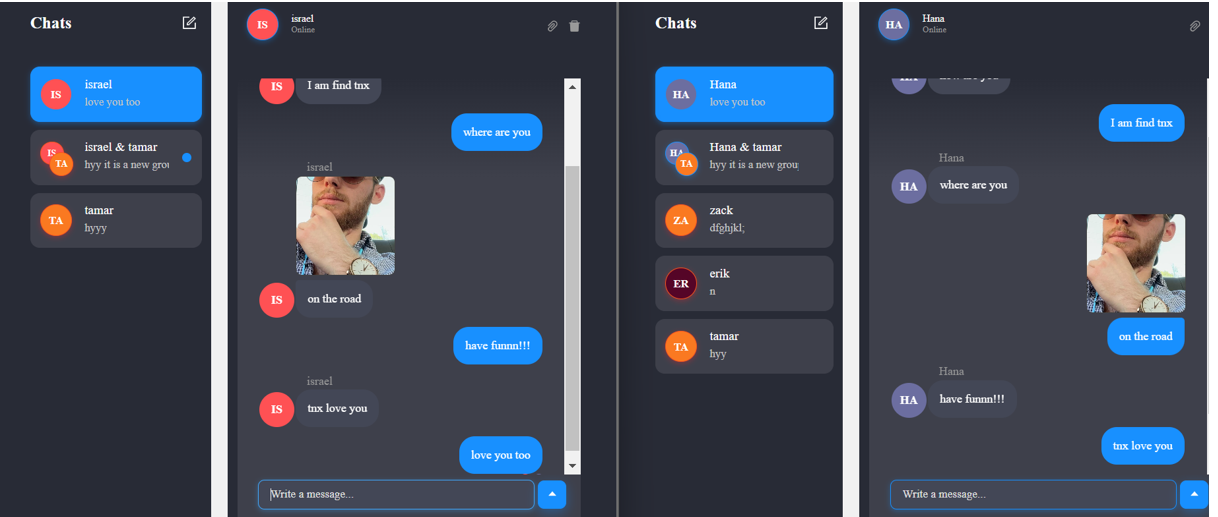 Chats
IS
israel
love you too
IS
TA
israel & tamar
hyy it is a new grou
TA
tamar
hyyy
IS
israel
Online
IS
I am find tnx
where are you
israel
IS
on the road
have funnn!!!
israel
IS
tnx love you
love you too
Write a message...
Chats
HA
Hana
love you too
HA
TA
Hana & tamar
hyy it is a new grou
ZA
zack
dfghjkl;
ER
erik
n
TA
tamar
hyy
HA
Hana
Online
HA
how are you
I am find tnx
Hana
HA
where are you
on the road
Hana
HA
have funnn!!!
tnx love you
Write a message...